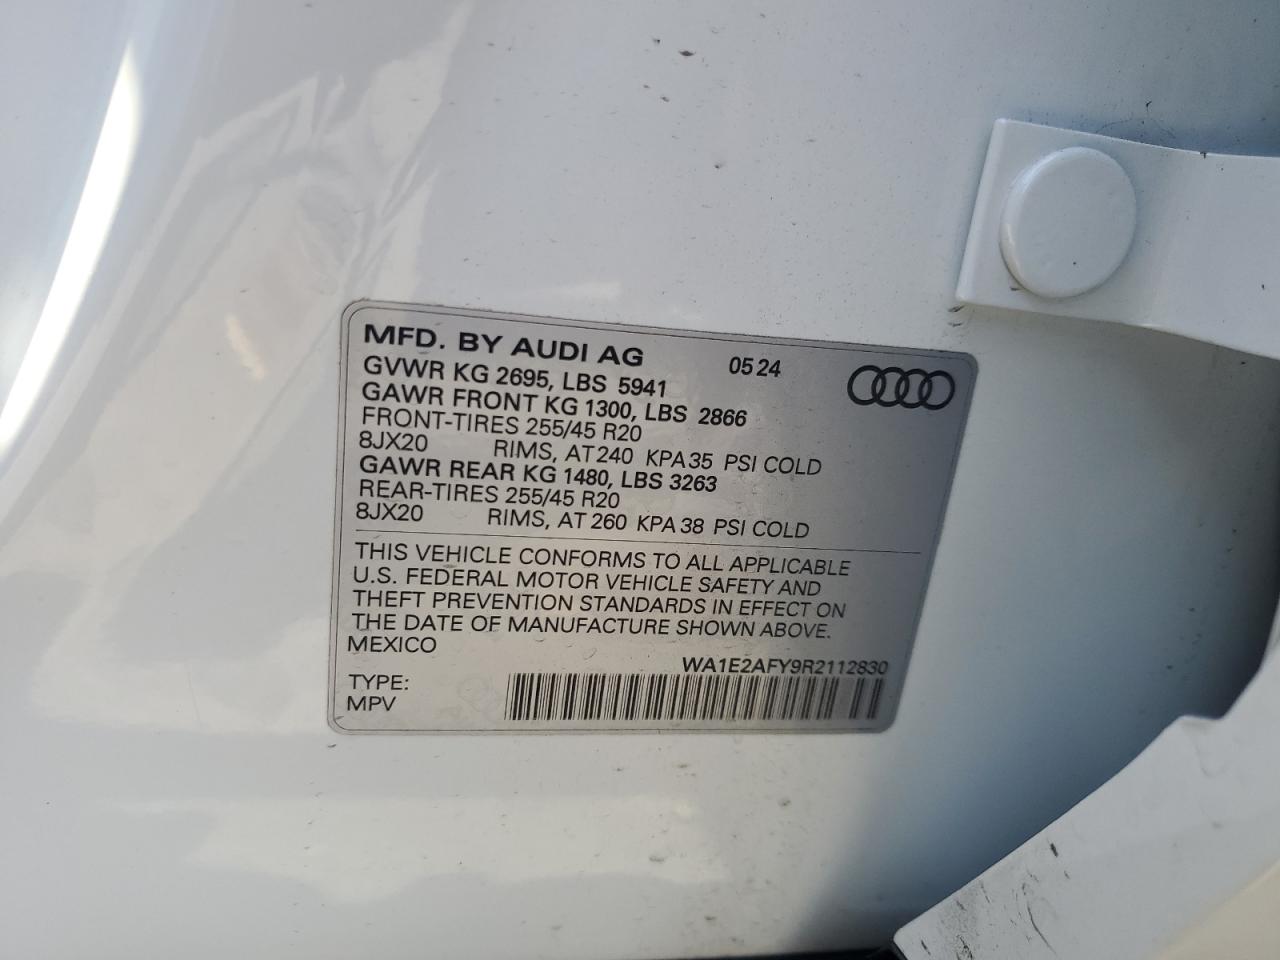 MFD. BY AUDI AG 05 24
GVWR KG 2695, LBS 5941
GAWR FRONT KG 1300, LBS 2866
FRONT-TIRES 255/45 R20
8JX20 RIMS, AT 240 KPA 35 PSI COLD
GAWR REAR KG 1480, LBS 3263
REAR-TIRES 255/45 R20
8JX20 RIMS, AT 260 KPA 38 PSI COLD
THIS VEHICLE CONFORMS TO ALL APPLICABLE
U.S. FEDERAL MOTOR VEHICLE SAFETY AND
THEFT PREVENTION STANDARDS IN EFFECT ON
THE DATE OF MANUFACTURE SHOWN ABOVE.
MEXICO
WA1E2AFY9R2112830
TYPE:
MPV